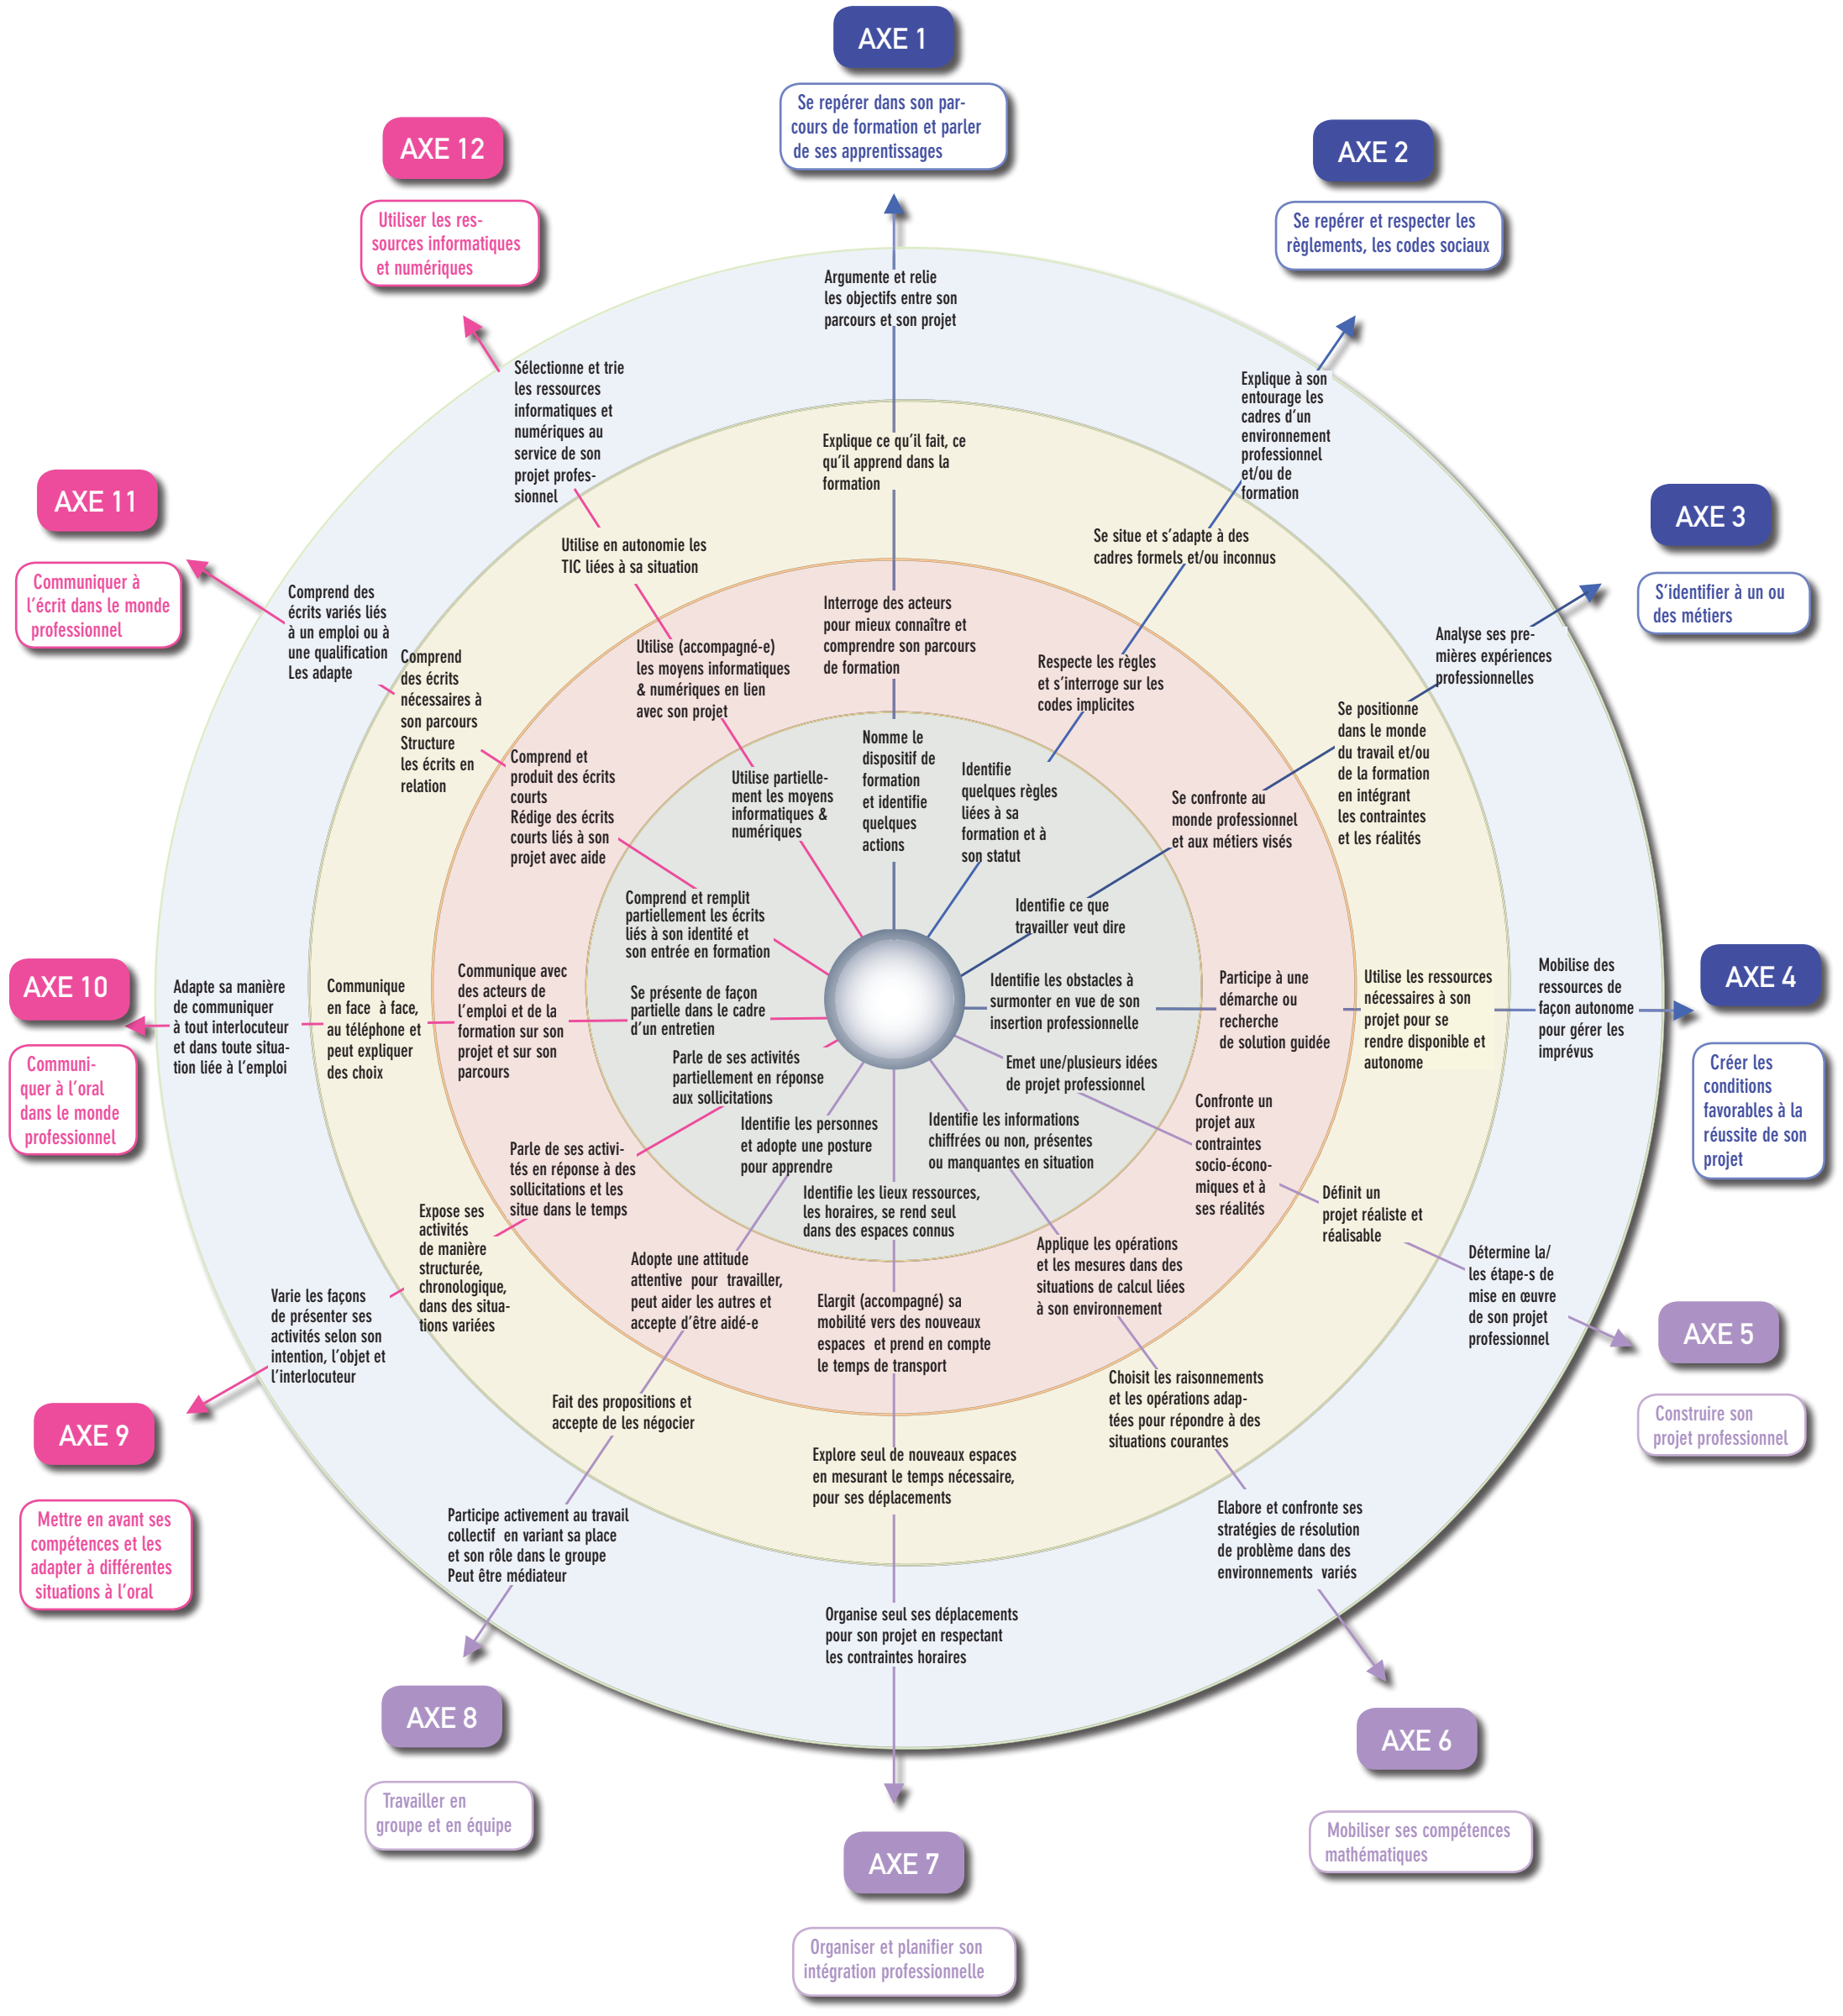 AXE 1
Se repérer dans son par-
cours de formation et parler
de ses apprentissages
Argumente et relie
les objectifs entre son
parcours et son projet
Explique ce qu'il fait, ce
qu'il apprend dans la
formation
Interroge des acteurs
pour mieux connaître et
comprendre son parcours
de formation
Nomme le
dispositif de
formation
et identifie
quelques
actions
AXE 2
Se repérer et respecter les
règlements, les codes sociaux
Explique à son
entourage les
cadres d'un
environnement
professionnel
et/ou de
formation
Se situe et s'adapte à des
cadres formels et/ou inconnus
Respecte les règles
et s'interroge sur les
codes implicites
Identifie
quelques règles
liées à sa
formation et à
son statut
AXE 3
S'identifier à un ou
des métiers
Analyse ses pre-
mières expériences
professionnelles
Se positionne
dans le monde
du travail et/ou
de la formation
en intégrant
les contraintes
et les réalités
Se confronte au
monde professionnel
et aux métiers visés
Identifie ce que
travailler veut dire
AXE 4
Créer les
conditions
favorables à la
réussite de son
projet
Mobilise des
ressources de
façon autonome
pour gérer les
imprévus
Utilise les ressources
nécessaires à son
projet pour se
rendre disponible et
autonome
Participe à une
démarche ou
recherche
de solution guidée
Identifie les obstacles à
surmonter en vue de son
insertion professionnelle
AXE 5
Construire son
projet professionnel
Détermine la/
les étape-s de
mise en œuvre
de son projet
professionnel
Définit un
projet réaliste et
réalisable
Confronte un
projet aux
contraintes
socio-écono-
miques et à
ses réalités
Emet une/plusieurs idées
de projet professionnel
AXE 6
Mobiliser ses compétences
mathématiques
Elabore et confronte ses
stratégies de résolution
de problème dans des
environnements variés
Choisit les raisonnements
et les opérations adap-
tées pour répondre à des
situations courantes
Applique les opérations
et les mesures dans des
situations de calcul liées
à son environnement
Identifie les informations
chiffrées ou non, présentes
ou manquantes en situation
AXE 7
Organiser et planifier son
intégration professionnelle
Organise seul ses déplacements
pour son projet en respectant
les contraintes horaires
Explore seul de nouveaux espaces
en mesurant le temps nécessaire,
pour ses déplacements
Elargit (accompagné) sa
mobilité vers des nouveaux
espaces et prend en compte
le temps de transport
Identifie les lieux ressources,
les horaires, se rend seul
dans des espaces connus
AXE 8
Travailler en
groupe et en équipe
Participe activement au travail
collectif en variant sa place
et son rôle dans le groupe
Peut être médiateur
Fait des propositions et
accepte de les négocier
Adopte une attitude
attentive pour travailler,
peut aider les autres et
accepte d'être aidé-e
Identifie les personnes
et adopte une posture
pour apprendre
AXE 9
Mettre en avant ses
compétences et les
adapter à différentes
situations à l'oral
Varie les façons
de présenter ses
activités selon son
intention, l'objet et
l'interlocuteur
Expose ses
activités
de manière
structurée,
chronologique,
dans des situa-
tions variées
Parle de ses activi-
tés en réponse à des
sollicitations et les
situe dans le temps
Parle de ses activités
partiellement en réponse
aux sollicitations
AXE 10
Communi-
quer à l'oral
dans le monde
professionnel
Adapte sa manière
de communiquer
à tout interlocuteur
et dans toute situa-
tion liée à l'emploi
Communique
en face à face,
au téléphone et
peut expliquer
des choix
Communique avec
des acteurs de
l'emploi et de la
formation sur son
projet et sur son
parcours
Se présente de façon
partielle dans le cadre
d'un entretien
AXE 11
Communiquer à
l'écrit dans le monde
professionnel
Comprend des
écrits variés liés
à un emploi ou à
une qualification
Les adapte
Comprend
des écrits
nécessaires à
son parcours
Structure
les écrits en
relation
Comprend et
produit des écrits
courts
Rédige des écrits
courts liés à son
projet avec aide
Comprend et remplit
partiellement les écrits
liés à son identité et
son entrée en formation
AXE 12
Utiliser les res-
sources informatiques
et numériques
Sélectionne et trie
les ressources
informatiques et
numériques au
service de son
projet profes-
sionnel
Utilise en autonomie les
TIC liées à sa situation
Utilise (accompagné-e)
les moyens informatiques
& numériques en lien
avec son projet
Utilise partielle-
ment les moyens
informatiques &
numériques